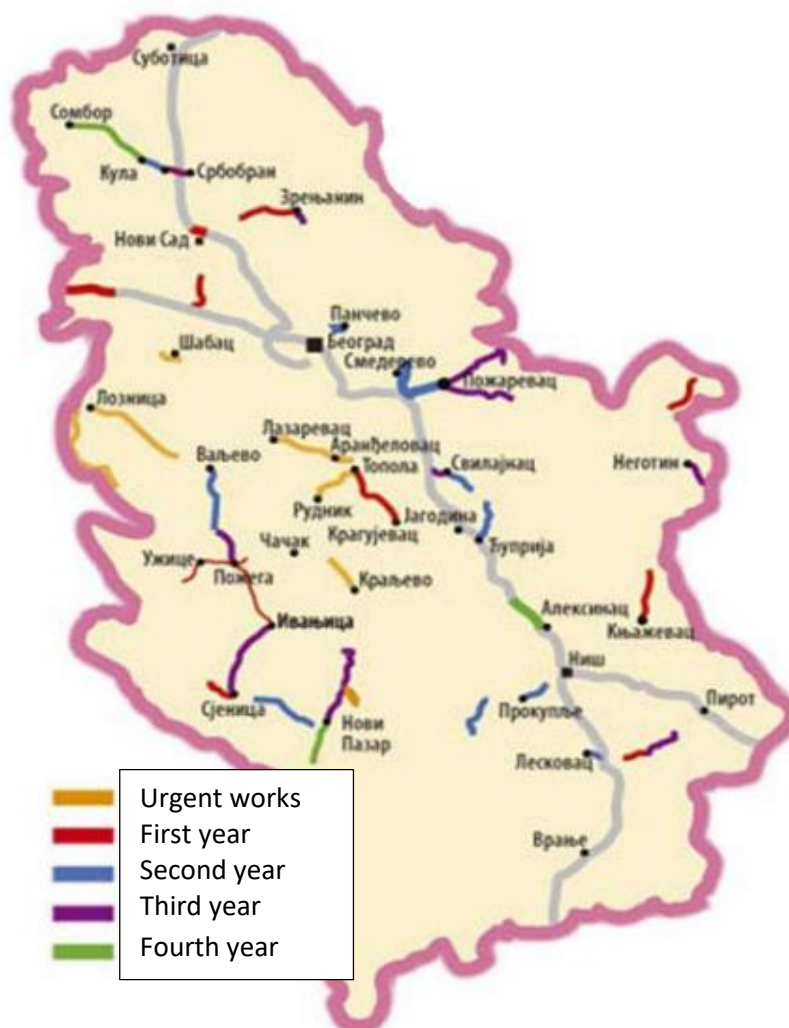 Суботица
Сомбор
Кула
Србобран
Зрењанин
Нови Сад
Панчево
Београд
Шабац
Смедерево
Пожаревац
Лозница
Лазаревац
Аранђеловац
Ваљево
Топола
Свилајнац
Неготин
Рудник
Јагодина
Крагујевац
Чачак
Ћуприја
Ужице
Пожега
Краљево
Алексинац
Књажевац
Ивањица
Ниш
Сјеница
Нови
Пазар
Прокупље
Пирот
Лесковац
Врање
Urgent works
First year
Second year
Third year
Fourth year